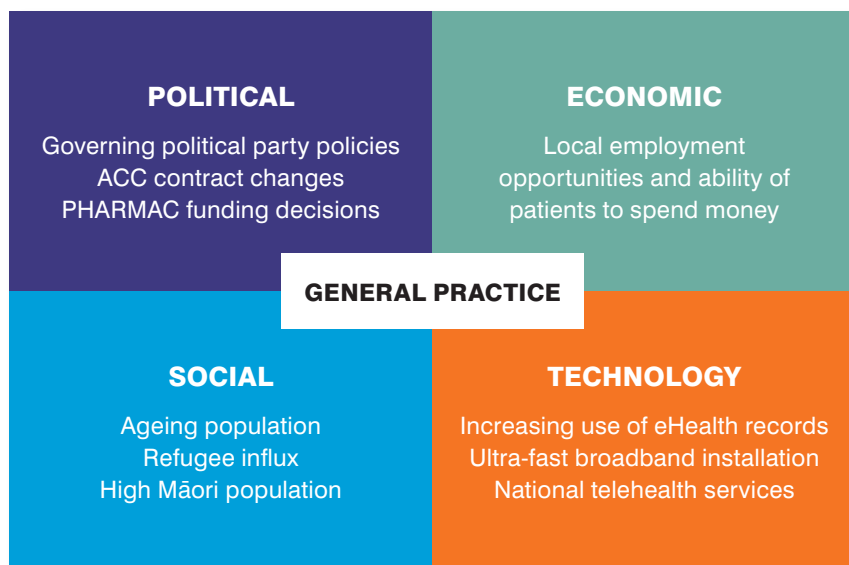 POLITICAL
Governing political party policies
ACC contract changes
PHARMAC funding decisions
ECONOMIC
Local employment
opportunities and ability of
patients to spend money
GENERAL PRACTICE
SOCIAL
Ageing population
Refugee influx
High Māori population
TECHNOLOGY
Increasing use of eHealth records
Ultra-fast broadband installation
National telehealth services